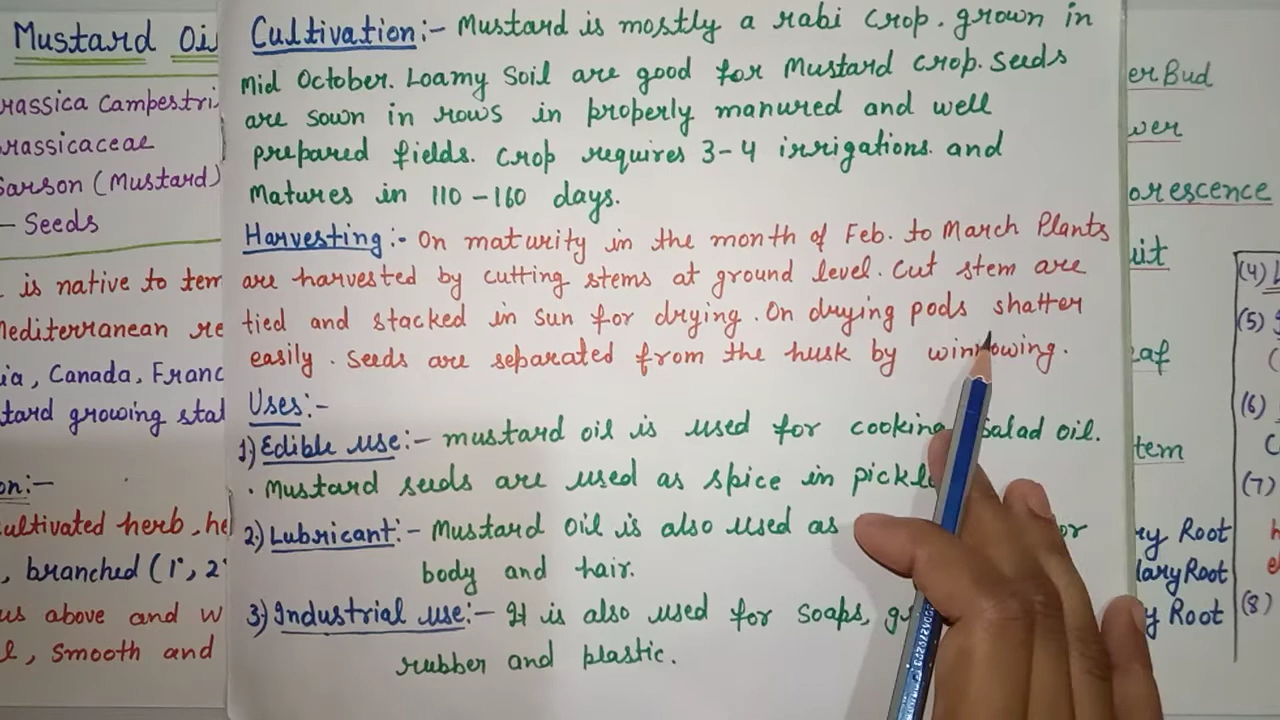 Mustard Oi
rassica Campestri
rassicaceae
Sarson (Mustard)
— Seeds
is native to tem
Mediterranean re
ia, Canada, Franc
tard growing stat
on:-
cultivated herb, he
, branched (1°, 2°
us above and w
l, smooth and
Cultivation:- Mustard is mostly a rabi crop. grown in
Mid October. Loamy Soil are good for Mustard crop. Seeds
are sown in rows in properly manured and well
prepared fields. Crop requires 3-4 irrigations. and
Matures in 110-160 days.
Harvesting:- On maturity in the month of Feb. to March Plants
are harvested by cutting stems at ground level. Cut stem are
tied and stacked in Sun for drying. On drying pods shatter
easily. Seeds are separated from the husk by winnowing.
Uses:-
1) Edible use:- mustard oil is used for cooking salad oil.
. Mustard seeds are used as spice in pickl
2) Lubricant:- Mustard Oil is also used as
body and hair.
3) Industrial use:- It is also used for Soaps, g
rubber and plastic.
er Bud
wer
orescence
uit
eaf
tem
ry Root
lary Root
y Root
(4)
(5)
(6)
(7)
(8)